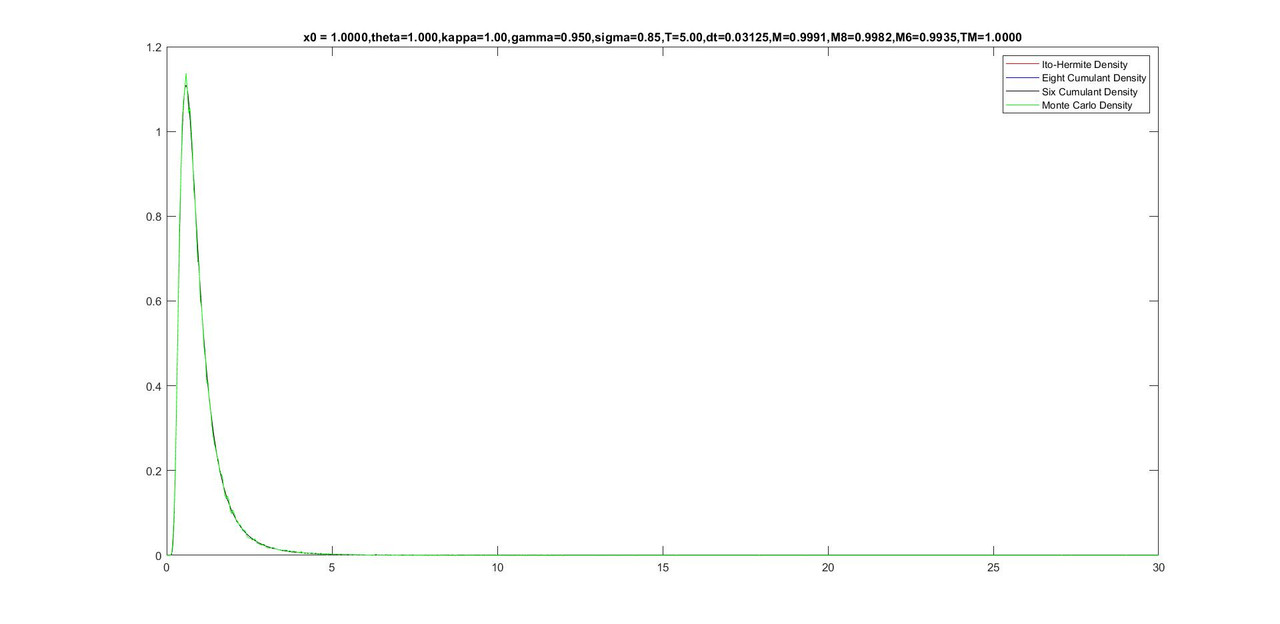 x0 = 1.0000,theta=1.000,kappa=1.00,gamma=0.950,sigma=0.85,T=5.00,dt=0.03125,M=0.9991,M8=0.9982,M6=0.9935,TM=1.0000
Ito-Hermite Density
Eight Cumulant Density
Six Cumulant Density
Monte Carlo Density
1.2
1
0.8
0.6
0.4
0.2
0
0 5 10 15 20 25 30